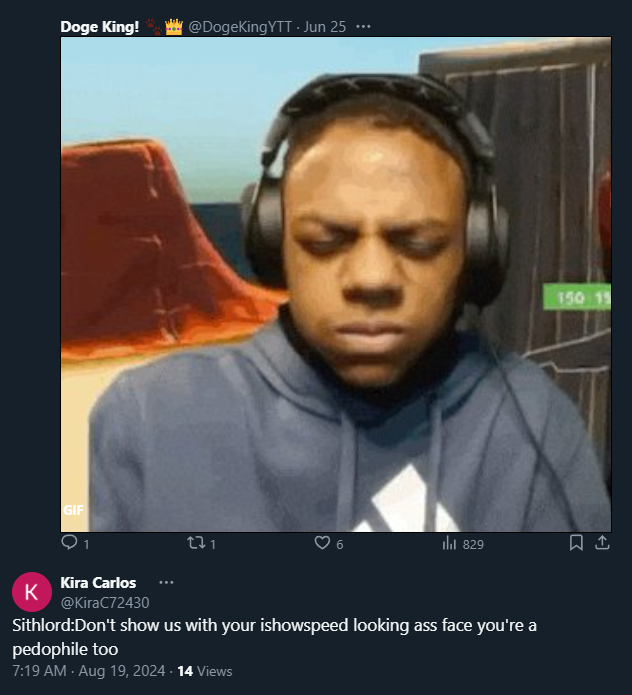 Doge King! 🐾👑 @DogeKingYTT · Jun 25 ···
150 15
GIF
1 1 6 829
K
Kira Carlos ···
@KiraC72430
Sithlord:Don't show us with your ishowspeed looking ass face you're a
pedophile too
7:19 AM · Aug 19, 2024 · 14 Views